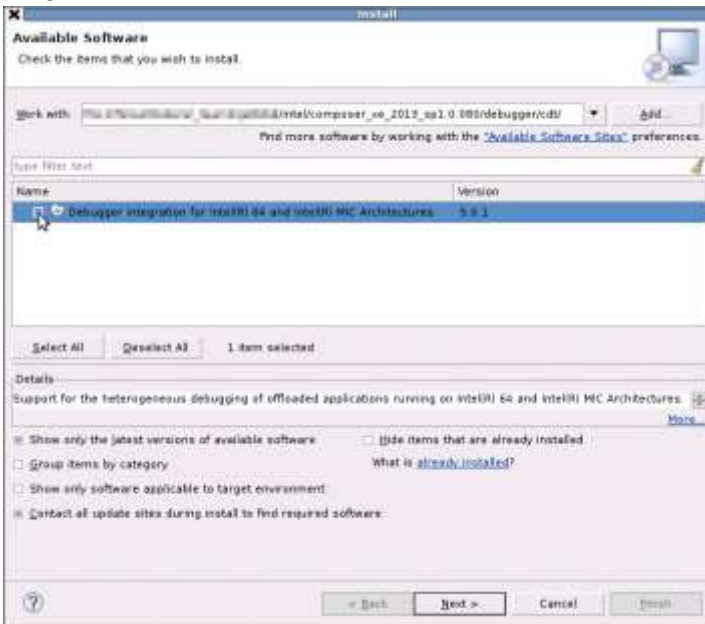 Install
Available Software
Check the items that you wish to install.
Work with: /intel/composer_xe_2013_sp1.0.080/debugger/cdt/ Add...
Find more software by working with the "Available Software Sites" preferences.
type filter text
Name Version
Debugger integration for Intel(R) 64 and Intel(R) MIC Architectures
Select All Deselect All 1 item selected
Details
Support for the heterogeneous debugging of offloaded applications running on Intel(R) 64 and Intel(R) MIC Architectures.
More...
Show only the latest versions of available software Hide items that are already installed
Group items by category What is already installed?
Show only software applicable to target environment
Contact all update sites during install to find required software
? < Back Next > Cancel Finish